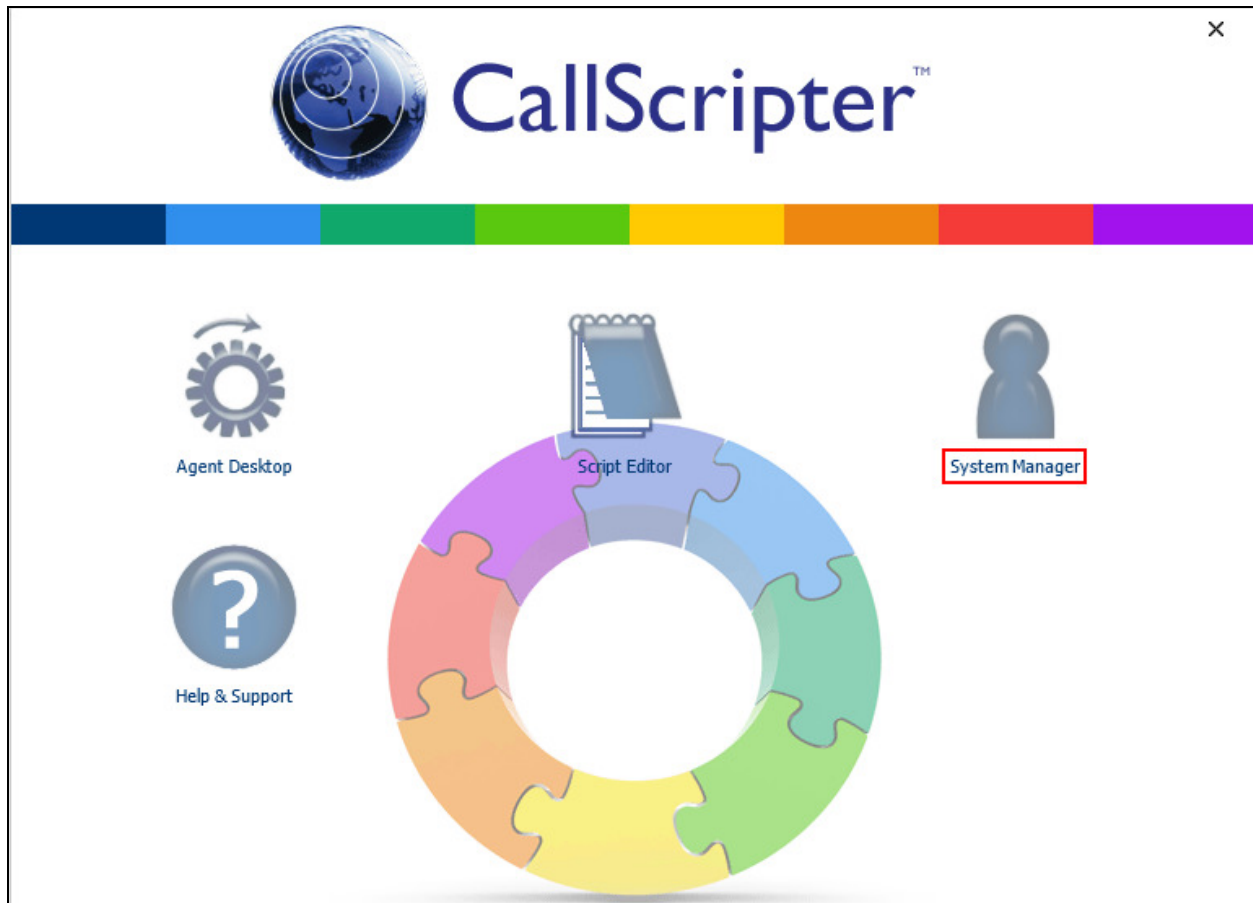 CallScripter™
Agent Desktop
Script Editor
System Manager
?
Help & Support